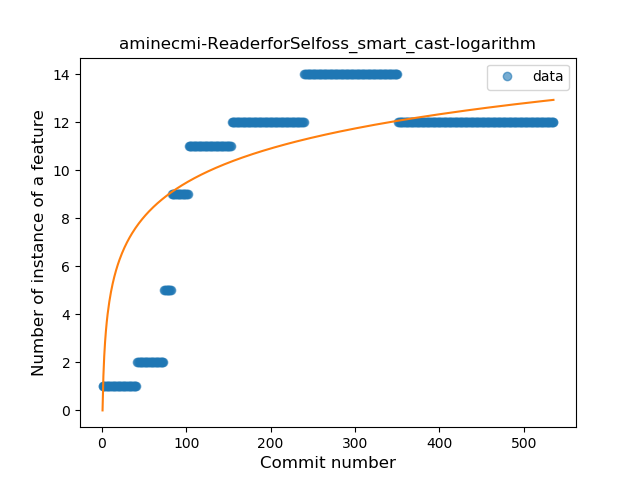 aminecmi-ReaderforSelfoss_smart_cast-logarithm
data
14
12
10
8
6
4
2
0
Number of instance of a feature
0 100 200 300 400 500
Commit number